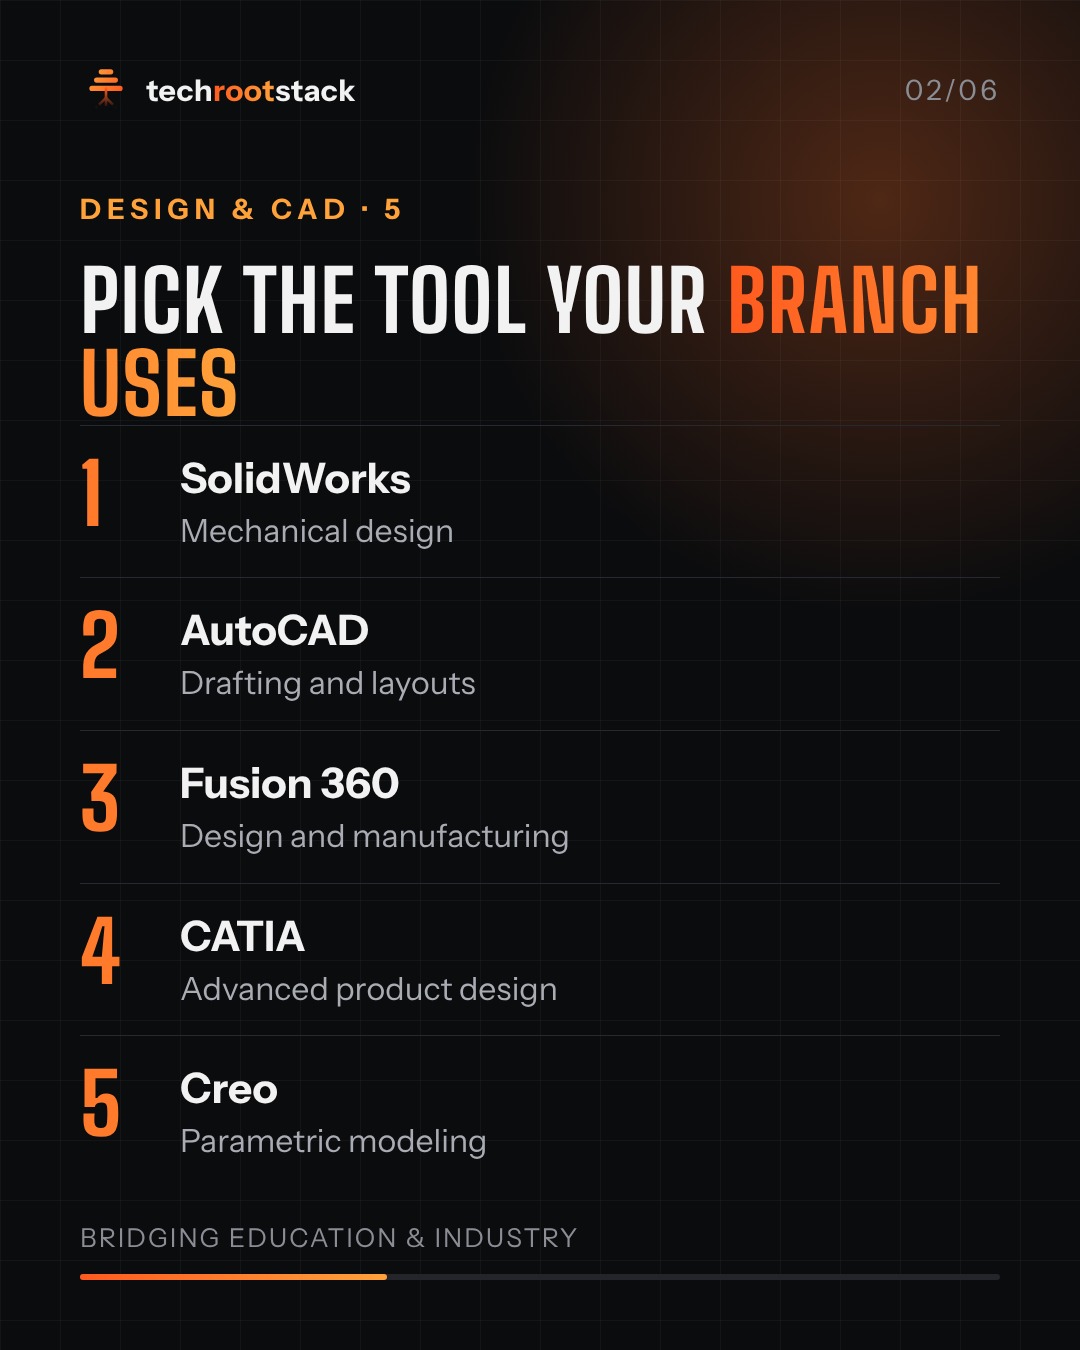 techrootstack
02/06
DESIGN & CAD · 5
PICK THE TOOL YOUR BRANCH
USES
1
SolidWorks
Mechanical design
2
AutoCAD
Drafting and layouts
3
Fusion 360
Design and manufacturing
4
CATIA
Advanced product design
5
Creo
Parametric modeling
BRIDGING EDUCATION & INDUSTRY